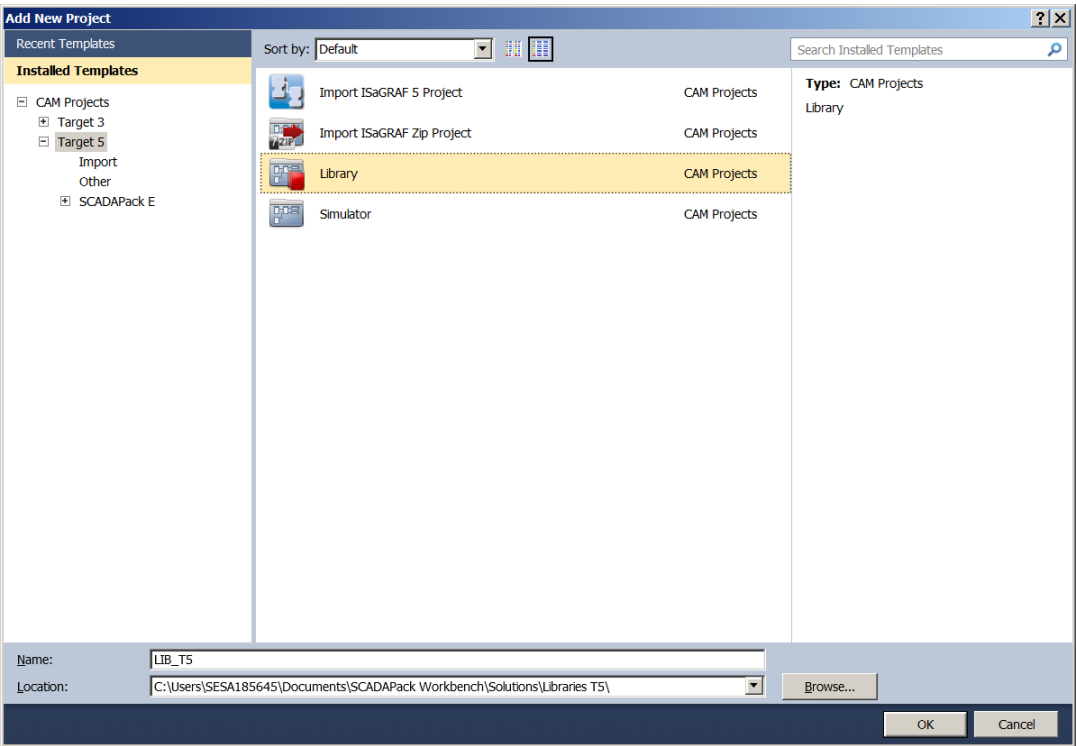 Add New Project
Recent Templates
Sort by: Default
Search Installed Templates
Installed Templates
CAM Projects
Target 3
Target 5
Import
Other
SCADAPack E
Import ISaGRAF 5 Project CAM Projects
Import ISaGRAF Zip Project CAM Projects
ZIP
Library CAM Projects
Simulator CAM Projects
Type: CAM Projects
Library
Name: LIB_T5
Location: C:\Users\SESA185645\Documents\SCADAPack Workbench\Solutions\Libraries T5\
Browse...
OK Cancel